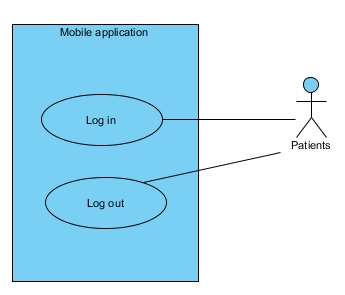 Mobile application
Log in
Patients
Log out